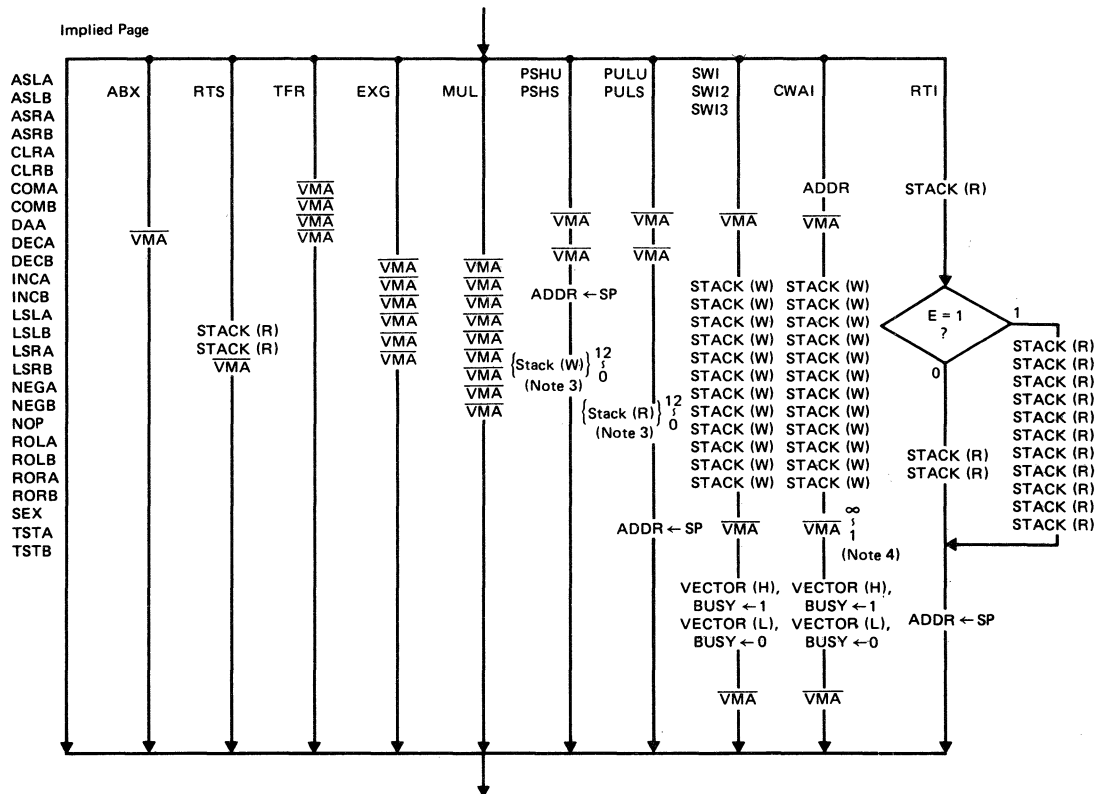 Implied Page
ASLA
ASLB
ASRA
ASRB
CLRA
CLRB
COMA
COMB
DAA
DECA
DECB
INCA
INCB
LSLA
LSLB
LSRA
LSRB
NEGA
NEGB
NOP
ROLA
ROLB
RORA
RORB
SEX
TSTA
TSTB
ABX
VMA
RTS
STACK (R)
STACK (R)
VMA
TFR
VMA
VMA
VMA
VMA
EXG
VMA
VMA
VMA
VMA
VMA
VMA
MUL
VMA
VMA
VMA
VMA
VMA
VMA
VMA
VMA
VMA
PSHU
PSHS
VMA
VMA
ADDR ← SP
{Stack (W)} 12 ≀ 0
(Note 3)
PULU
PULS
VMA
VMA
{Stack (R)} 12 ≀ 0
(Note 3)
ADDR ← SP
SWI
SWI2
SWI3
VMA
STACK (W)
STACK (W)
STACK (W)
STACK (W)
STACK (W)
STACK (W)
STACK (W)
STACK (W)
STACK (W)
STACK (W)
STACK (W)
STACK (W)
VMA
VECTOR (H),
BUSY ← 1
VECTOR (L),
BUSY ← 0
VMA
CWAI
ADDR
VMA
STACK (W)
STACK (W)
STACK (W)
STACK (W)
STACK (W)
STACK (W)
STACK (W)
STACK (W)
STACK (W)
STACK (W)
STACK (W)
STACK (W)
VMA ∞ ≀ 1
(Note 4)
VECTOR (H),
BUSY ← 1
VECTOR (L),
BUSY ← 0
VMA
RTI
STACK (R)
E = 1
?
1
0
STACK (R)
STACK (R)
STACK (R)
STACK (R)
STACK (R)
STACK (R)
STACK (R)
STACK (R)
STACK (R)
STACK (R)
STACK (R)
STACK (R)
STACK (R)
ADDR ← SP